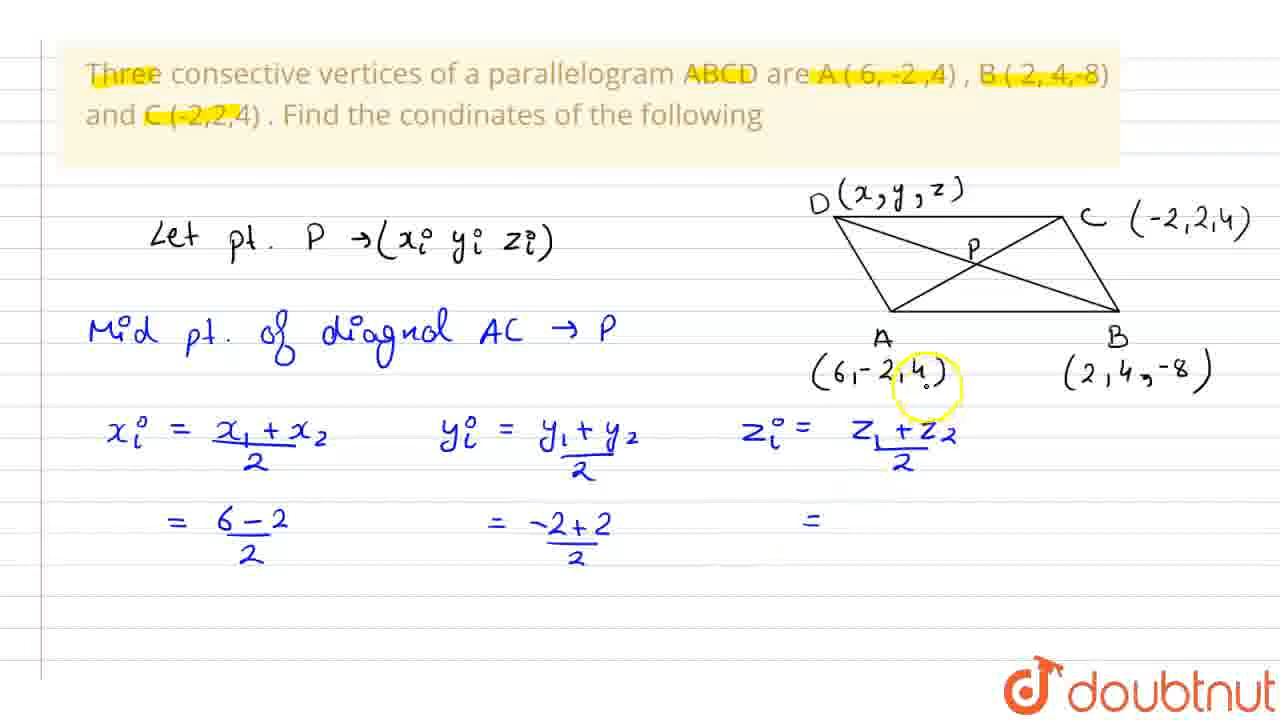 Three consective vertices of a parallelogram ABCD are A ( 6, -2 ,4) , B ( 2, 4,-8)
and C (-2,2,4) . Find the condinates of the following
D (x, y, z)
C (-2,2,4)
Let pt. P → (xi yi zi)
P
Mid pt. of diagnal AC → P
A
B
(6,-2,4)
(2,4,-8)
xi = x1 + x2 / 2 yi = y1 + y2 / 2 zi = z1 + z2 / 2
= 6 - 2 / 2 = -2 + 2 / 2 =
doubtnut